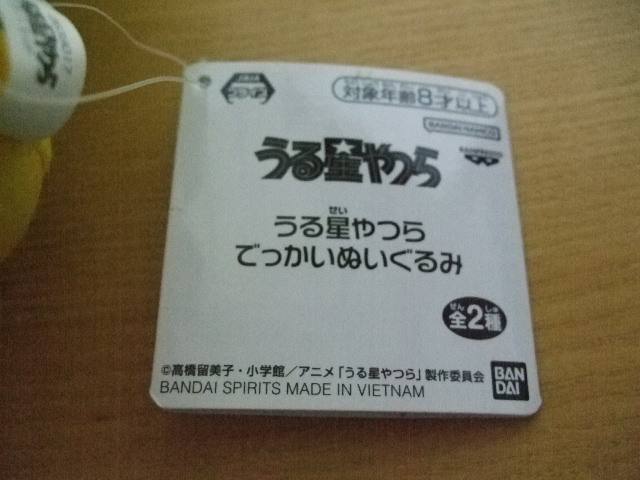 対象年齢8才以上
BANDAI NAMCO
BANPRESTO
うる星やつら
せい
うる星やつら
でっかいぬいぐるみ
ぜん しゅ
全2種
©高橋留美子・小学館／アニメ「うる星やつら」製作委員会
BANDAI SPIRITS MADE IN VIETNAM
BAN
DAI